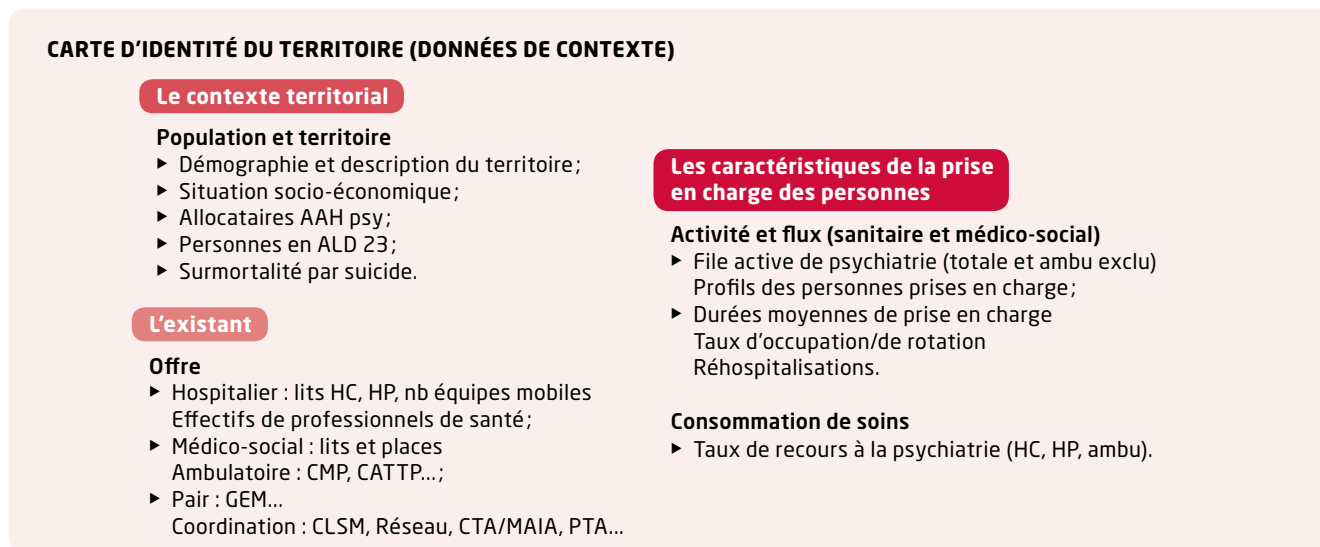 CARTE D'IDENTITÉ DU TERRITOIRE (DONNÉES DE CONTEXTE)
Le contexte territorial
Population et territoire
▶ Démographie et description du territoire ;
▶ Situation socio-économique ;
▶ Allocataires AAH psy ;
▶ Personnes en ALD 23 ;
▶ Surmortalité par suicide.
L'existant
Offre
▶ Hospitalier : lits HC, HP, nb équipes mobiles
Effectifs de professionnels de santé ;
▶ Médico-social : lits et places
Ambulatoire : CMP, CATTP... ;
▶ Pair : GEM...
Coordination : CLSM, Réseau, CTA/MAIA, PTA...
Les caractéristiques de la prise
en charge des personnes
Activité et flux (sanitaire et médico-social)
▶ File active de psychiatrie (totale et ambu exclu)
Profils des personnes prises en charge ;
▶ Durées moyennes de prise en charge
Taux d'occupation/de rotation
Réhospitalisations.
Consommation de soins
▶ Taux de recours à la psychiatrie (HC, HP, ambu).